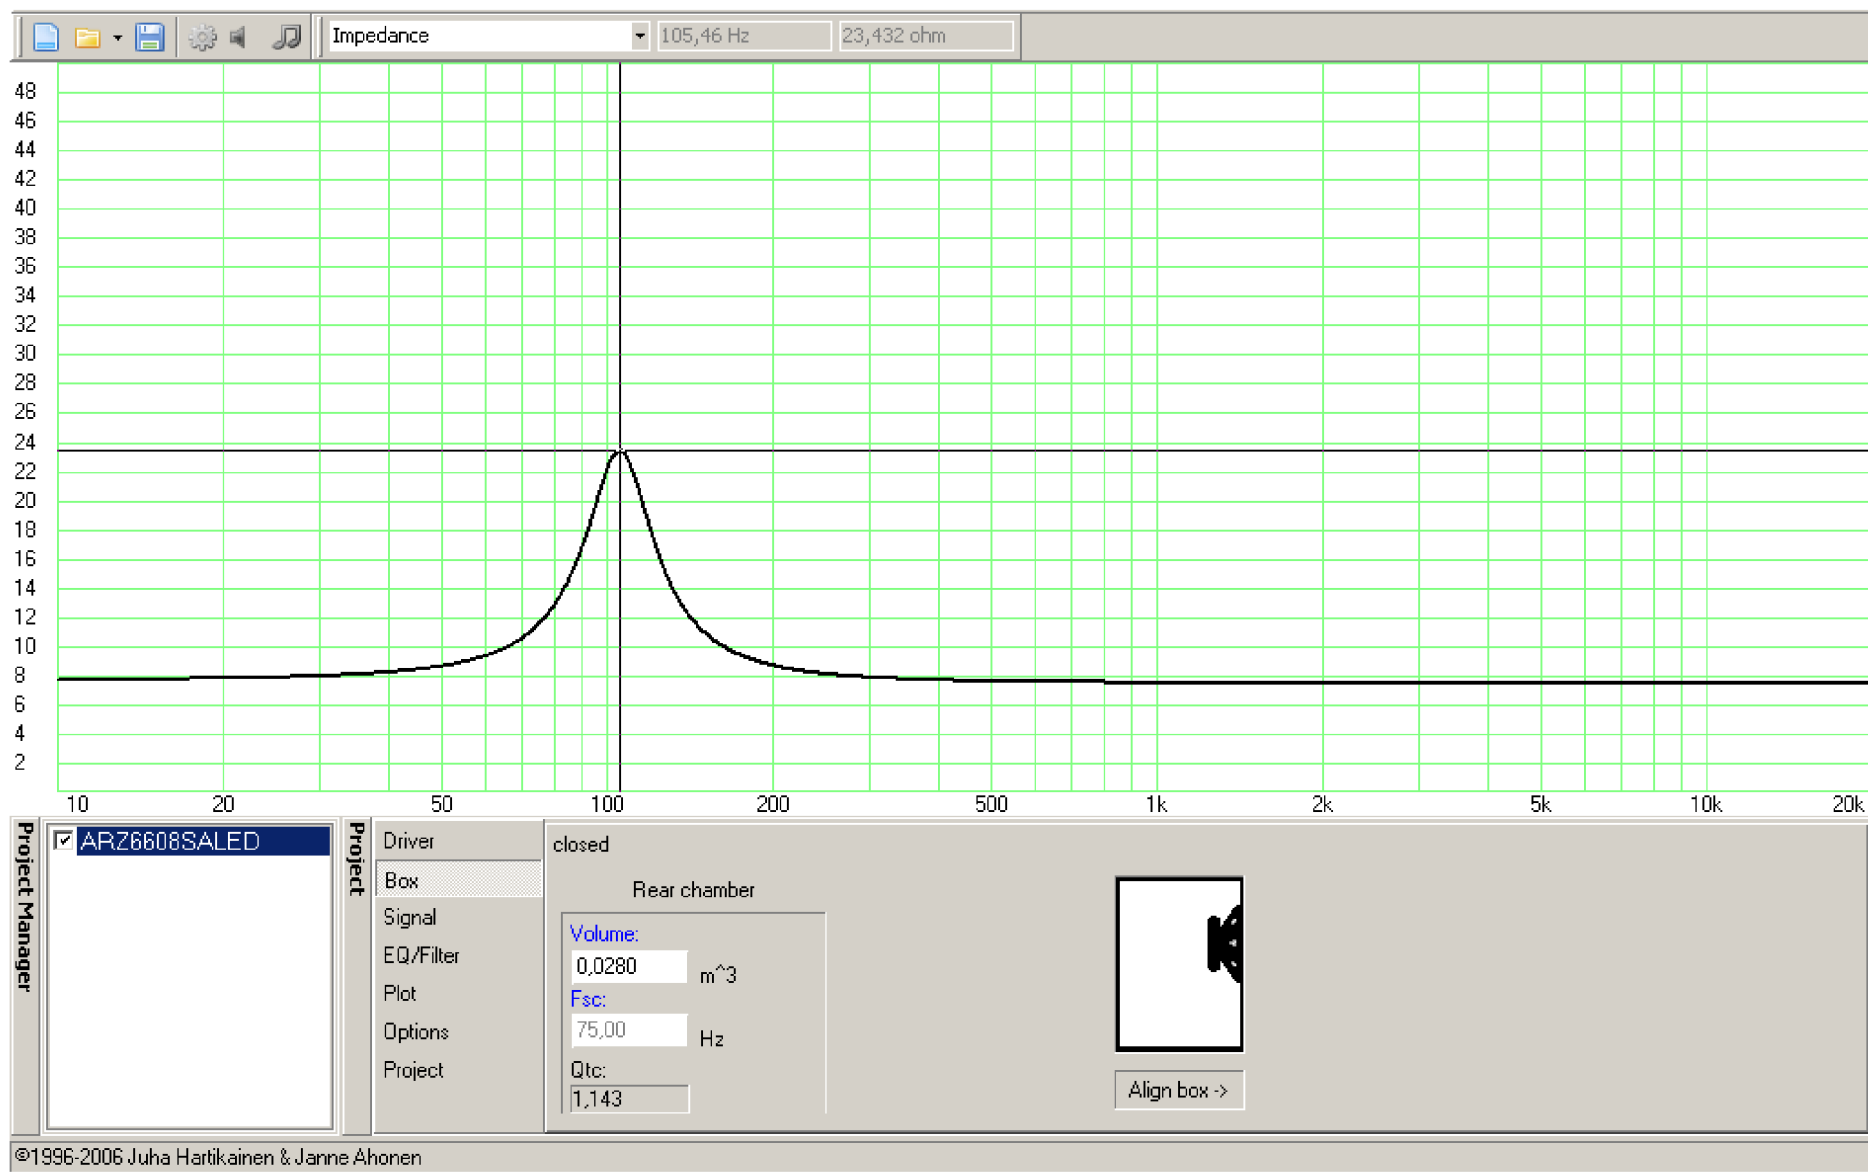 Impedance 105,46 Hz 23,432 ohm
48
46
44
42
40
38
36
34
32
30
28
26
24
22
20
18
16
14
12
10
8
6
4
2
10 20 50 100 200 500 1k 2k 5k 10k 20k
Project Manager
ARZ6608SALED
Project
Driver
Box
Signal
EQ/Filter
Plot
Options
Project
closed
Rear chamber
Volume:
0,0280 m^3
Fsc:
75,00 Hz
Qtc:
1,143
Align box ->
©1996-2006 Juha Hartikainen & Janne Ahonen